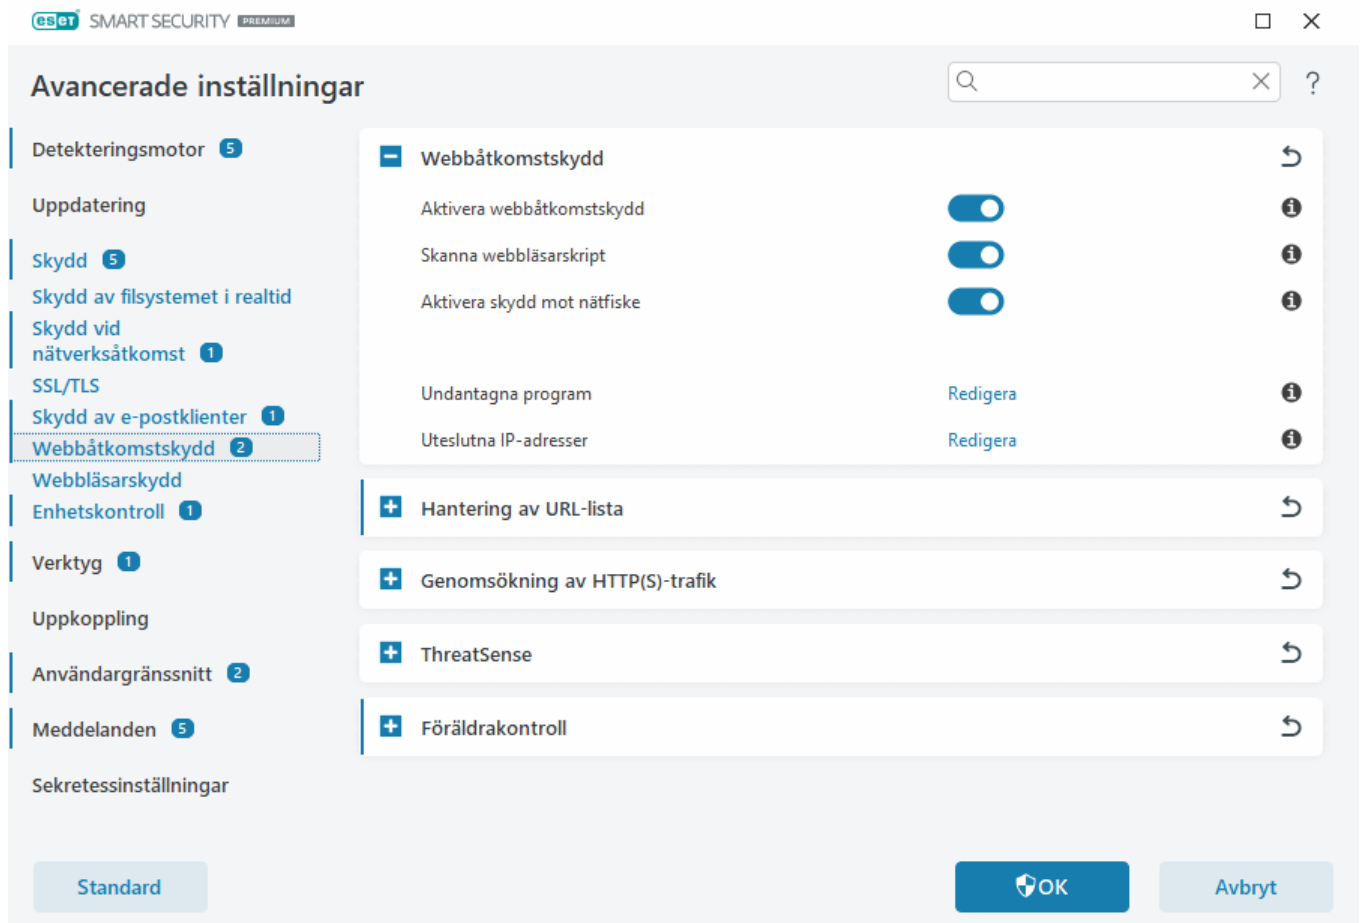 eset SMART SECURITY PREMIUM
Avancerade inställningar
?
Detekteringsmotor 5
Uppdatering
Skydd 5
Skydd av filsystemet i realtid
Skydd vid
nätverksåtkomst 1
SSL/TLS
Skydd av e-postklienter 1
Webbåtkomstskydd 2
Webbläsarskydd
Enhetskontroll 1
Verktyg 1
Uppkoppling
Användargränssnitt 2
Meddelanden 5
Sekretessinställningar
Webbåtkomstskydd
Aktivera webbåtkomstskydd
Skanna webbläsarskript
Aktivera skydd mot nätfiske
Undantagna program Redigera
Uteslutna IP-adresser Redigera
Hantering av URL-lista
Genomsökning av HTTP(S)-trafik
ThreatSense
Föräldrakontroll
Standard
OK
Avbryt